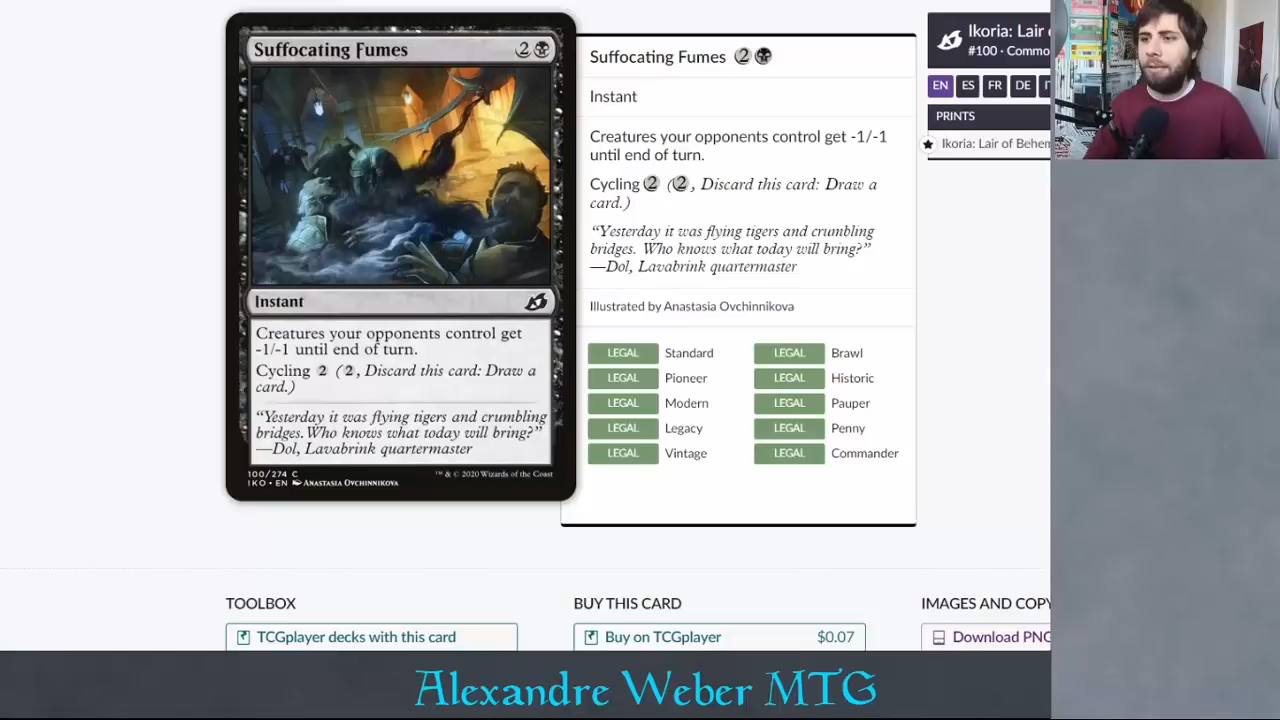 Suffocating Fumes 2
Instant
Creatures your opponents control get
-1/-1 until end of turn.
Cycling 2 (2, Discard this card: Draw a
card.)
“Yesterday it was flying tigers and crumbling
bridges. Who knows what today will bring?”
—Dol, Lavabrink quartermaster
100/274 C
IKO • EN ANASTASIA OVCHINNIKOVA
™ & © 2020 Wizards of the Coast
Suffocating Fumes 2
Instant
Creatures your opponents control get -1/-1
until end of turn.
Cycling 2 (2, Discard this card: Draw a
card.)
“Yesterday it was flying tigers and crumbling
bridges. Who knows what today will bring?”
—Dol, Lavabrink quartermaster
Illustrated by Anastasia Ovchinnikova
LEGAL Standard LEGAL Brawl
LEGAL Pioneer LEGAL Historic
LEGAL Modern LEGAL Pauper
LEGAL Legacy LEGAL Penny
LEGAL Vintage LEGAL Commander
Ikoria: Lair
#100 · Commo
EN ES FR DE
PRINTS
Ikoria: Lair of Behem
TOOLBOX
TCGplayer decks with this card
BUY THIS CARD
Buy on TCGplayer $0.07
IMAGES AND COPY
Download PNG
Alexandre Weber MTG